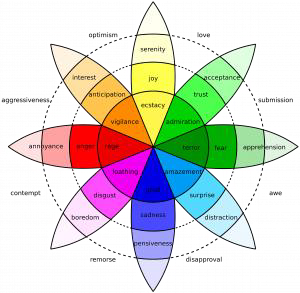 optimism
love
serenity
interest
acceptance
joy
anticipation
trust
aggressiveness
submission
ecstacy
vigilance
admiration
annoyance
anger
rage
terror
fear
apprehension
loathing
amazement
grief
contempt
awe
disgust
surprise
boredom
sadness
distraction
pensiveness
remorse
disapproval